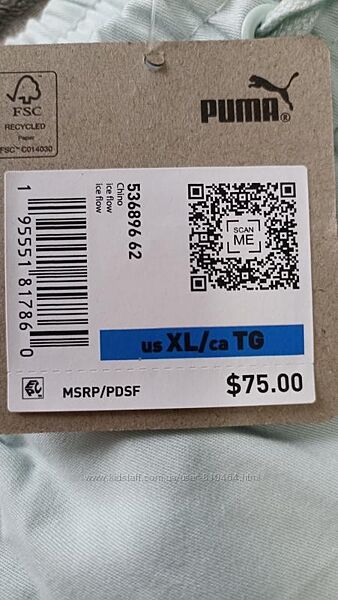 FSC
RECYCLED
Paper
FSC™ C014030
PUMA®
536896 62
Chino
ice flow
ice flow
1 95551 81786 0
SCAN
ME
us XL/ca TG
MSRP/PDSF
$75.00